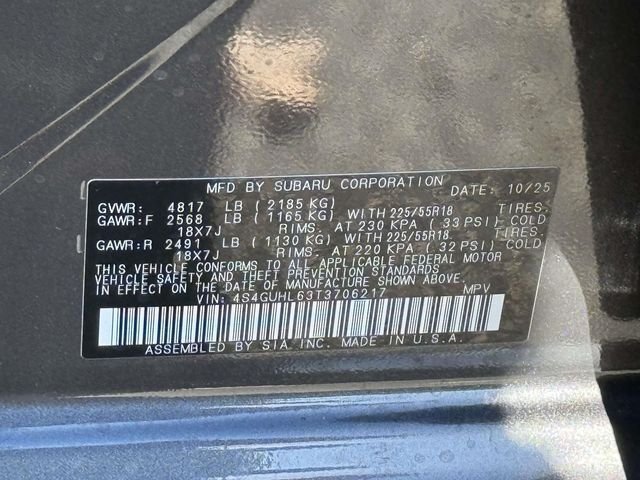 MFD BY SUBARU CORPORATION DATE: 10/25
GVWR: 4817 LB ( 2185 KG) TIRES:
GAWR:F 2568 LB ( 1165 KG) WITH 225/55R18
18X7J RIMS, AT 230 KPA ( 33 PSI) COLD
GAWR:R 2491 LB ( 1130 KG) WITH 225/55R18 TIRES:
18X7J RIMS, AT 220 KPA ( 32 PSI) COLD
THIS VEHICLE CONFORMS TO ALL APPLICABLE FEDERAL MOTOR
VEHICLE SAFETY AND THEFT PREVENTION STANDARDS
IN EFFECT ON THE DATE OF MANUFACTURE SHOWN ABOVE.
VIN: 4S4GUHL63T3706217 MPV
ASSEMBLED BY SIA, INC. MADE IN U.S.A.